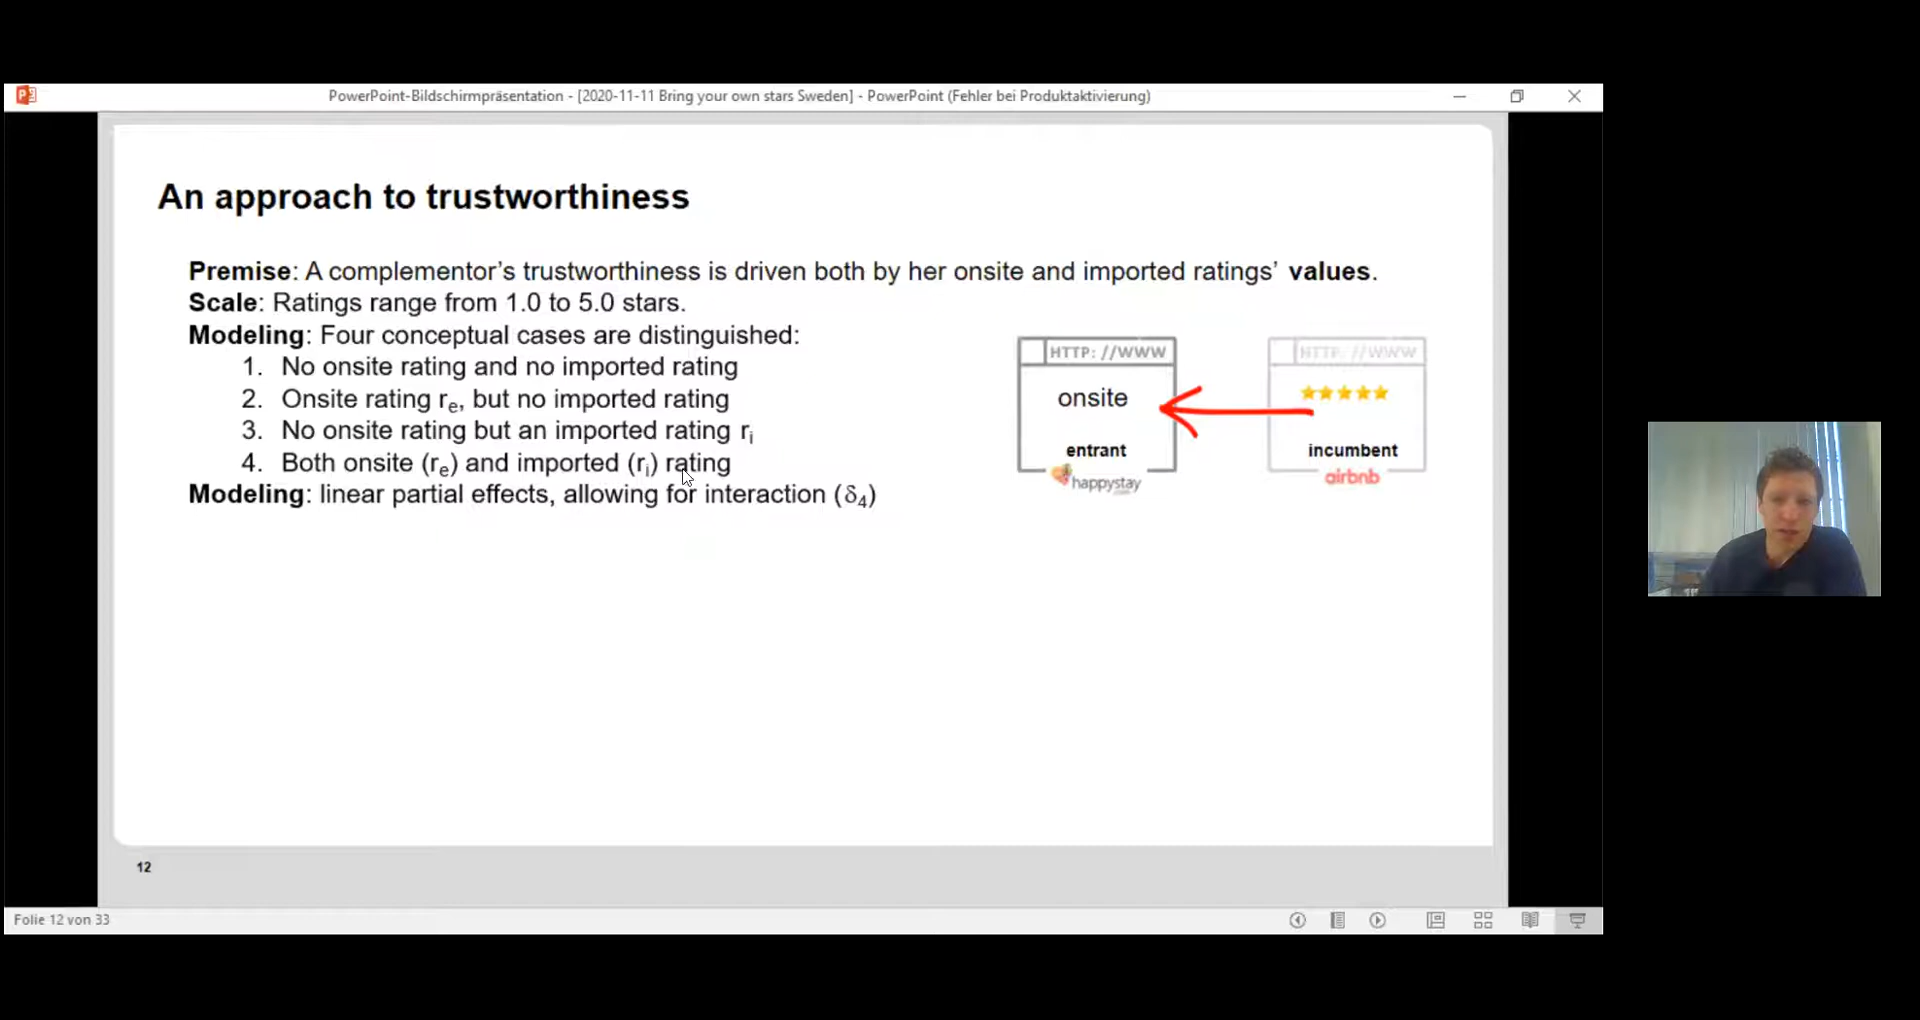 PowerPoint-Bildschirmpräsentation - [2020-11-11 Bring your own stars Sweden] - PowerPoint (Fehler bei Produktaktivierung)
An approach to trustworthiness
Premise: A complementor's trustworthiness is driven both by her onsite and imported ratings' values.
Scale: Ratings range from 1.0 to 5.0 stars.
Modeling: Four conceptual cases are distinguished:
1. No onsite rating and no imported rating
2. Onsite rating re, but no imported rating
3. No onsite rating but an imported rating ri
4. Both onsite (re) and imported (ri) rating
Modeling: linear partial effects, allowing for interaction (δ4)
HTTP: //WWW
onsite
entrant
happystay
.com
HTTP: //WWW
incumbent
airbnb
12
Folie 12 von 33